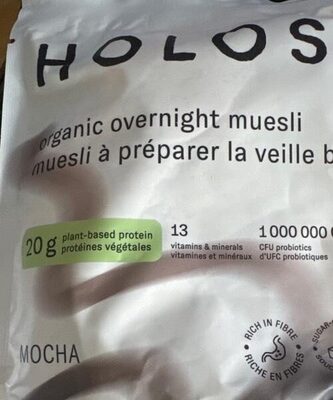 HOLOS
organic overnight muesli
muesli à préparer la veille
20 g plant-based protein
protéines végétales
13
vitamins & minerals
vitamines et minéraux
1 000 000
CFU probiotics
d'UFC probiotiques
RICH IN FIBRE
RICHE EN FIBRES
MOCHA